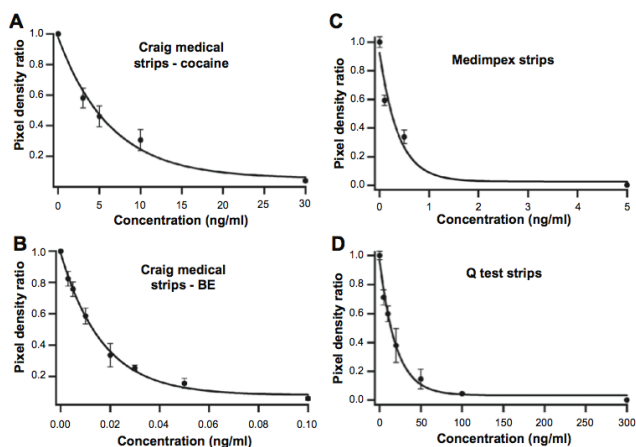 A
Craig medical
strips - cocaine
Pixel density ratio
1.0
0.8
0.6
0.4
0.2
0 5 10 15 20 25 30
Concentration (ng/ml)
C
Medimpex strips
Pixel density ratio
1.0
0.8
0.6
0.4
0.2
0.0
0 1 2 3 4 5
Concentration (ng/ml)
B
Craig medical
strips - BE
Pixel density ratio
1.0
0.8
0.6
0.4
0.2
0.00 0.02 0.04 0.06 0.08 0.10
Concentration (ng/ml)
D
Q test strips
Pixel density ratio
1.0
0.8
0.6
0.4
0.2
0.0
0 50 100 150 200 250 300
Concentration (ng/ml)